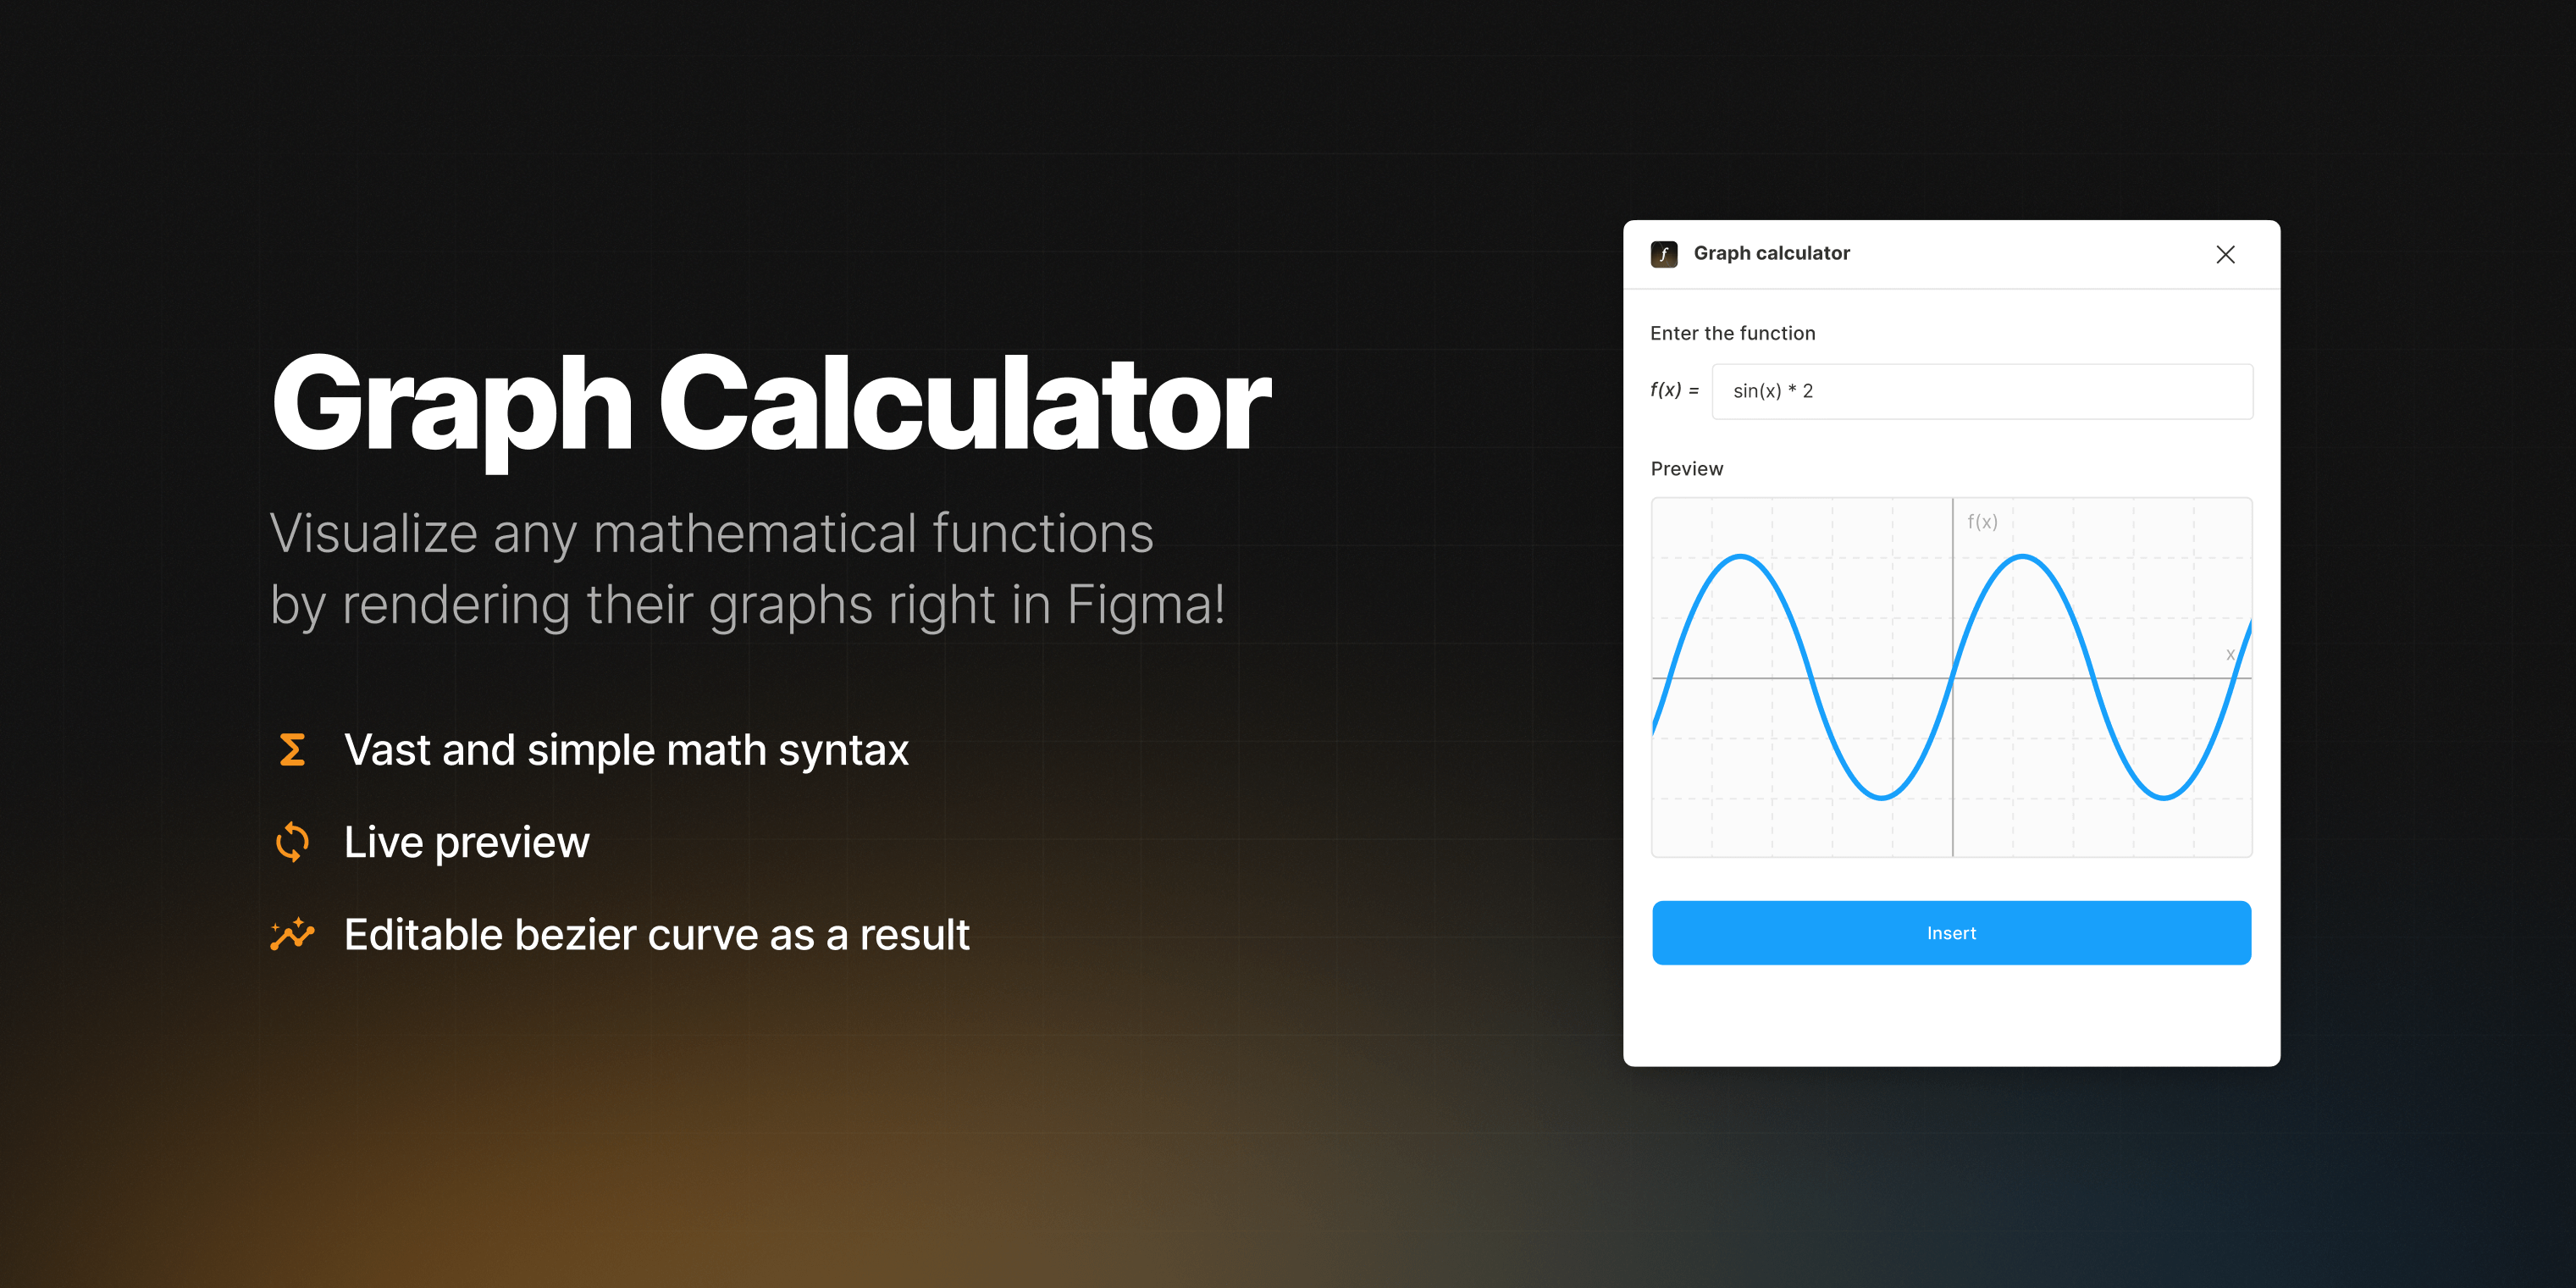 Graph Calculator
Visualize any mathematical functions
by rendering their graphs right in Figma!
Vast and simple math syntax
Live preview
Editable bezier curve as a result
f Graph calculator
Enter the function
f(x) = sin(x) * 2
Preview
f(x)
x
Insert